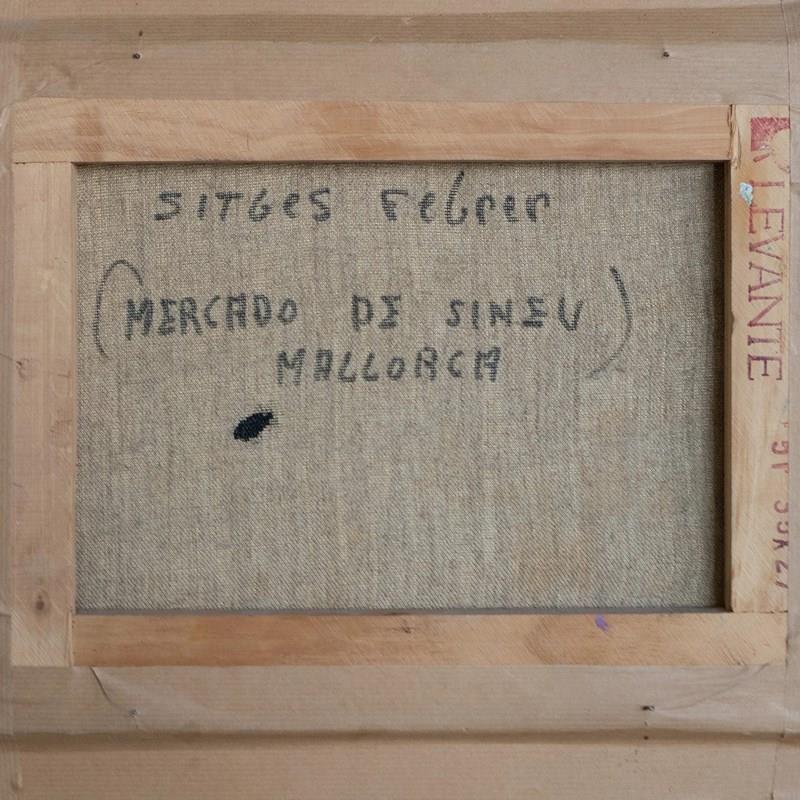 SITGES Febrer
(MERCADO DE SINEU
MALLORCA)
LEVANTE